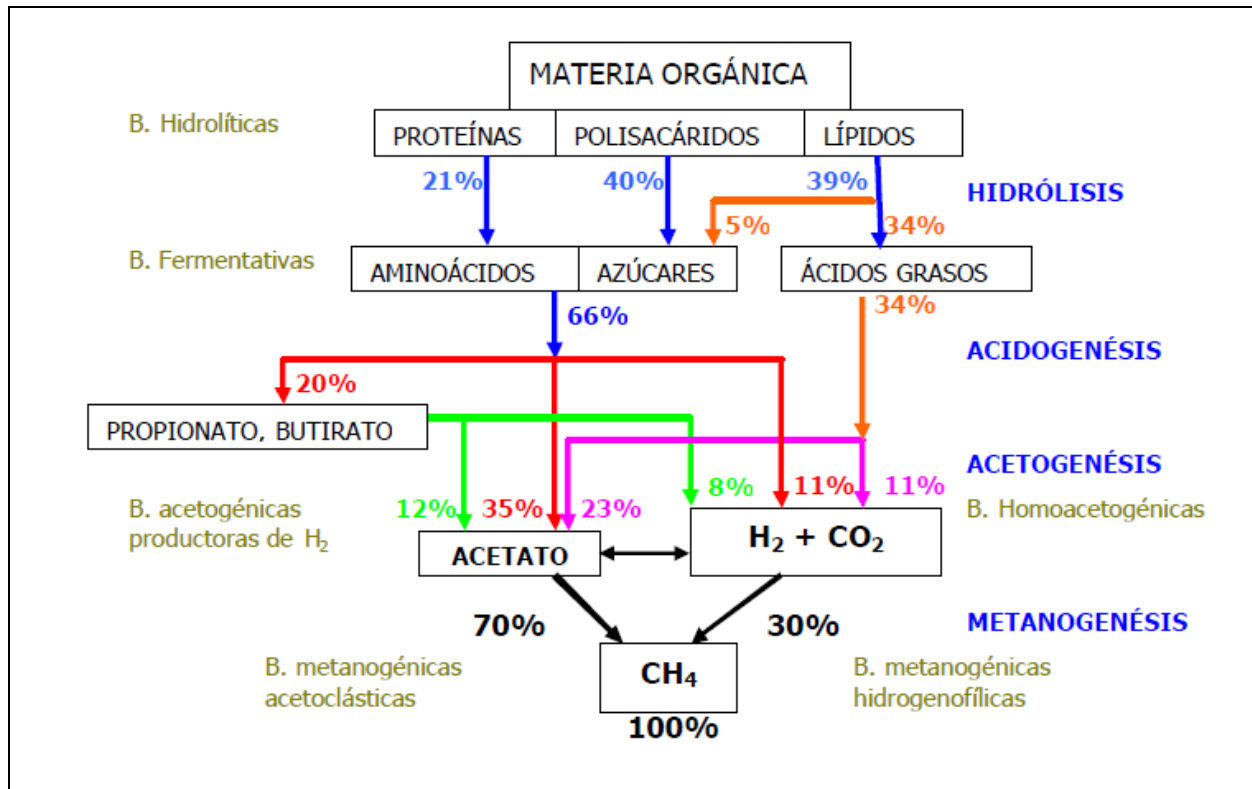 MATERIA ORGÁNICA
B. Hidrolíticas
PROTEÍNAS
POLISACÁRIDOS
LÍPIDOS
21%
40%
39%
HIDRÓLISIS
5%
34%
B. Fermentativas
AMINOÁCIDOS
AZÚCARES
ÁCIDOS GRASOS
66%
34%
ACIDOGENÉSIS
20%
PROPIONATO, BUTIRATO
ACETOGENÉSIS
B. acetogénicas
productoras de H₂
12%
35%
23%
8%
11%
11%
B. Homoacetogénicas
ACETATO
H₂ + CO₂
70%
30%
METANOGENÉSIS
B. metanogénicas
acetoclásticas
CH₄
B. metanogénicas
hidrogenofílicas
100%